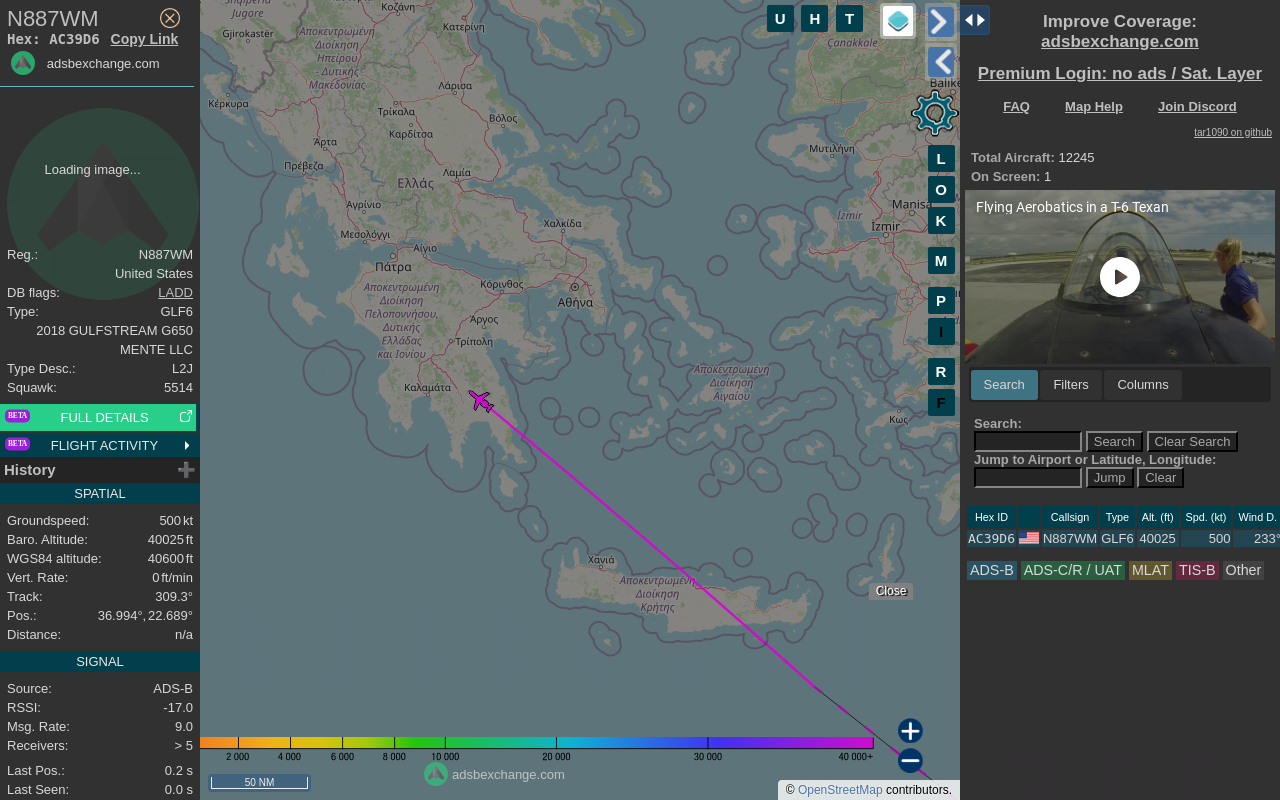 N887WM
Hex: AC39D6 Copy Link
adsbexchange.com
Loading image...
Reg.: N887WM
United States
DB flags: LADD
Type: GLF6
2018 GULFSTREAM G650
MENTE LLC
Type Desc.: L2J
Squawk: 5514
BETA FULL DETAILS
BETA FLIGHT ACTIVITY
History
SPATIAL
Groundspeed: 500 kt
Baro. Altitude: 40025 ft
WGS84 altitude: 40600 ft
Vert. Rate: 0 ft/min
Track: 309.3°
Pos.: 36.994°, 22.689°
Distance: n/a
SIGNAL
Source: ADS-B
RSSI: -17.0
Msg. Rate: 9.0
Receivers: > 5
Last Pos.: 0.2 s
Last Seen: 0.0 s
Jugore
Κοζάνη
Gjirokastër
Κατερίνη
Αποκεντρωμένη
Διοίκηση
Ηπείρου
- Δυτικής
Μακεδονίας
Λάρισα
Κέρκυρα
Τρίκαλα
Καρδίτσα
Βόλος
Άρτα
Πρέβεζα
Λαμία
Ελλάς
Αγρίνιο
Μεσολόγγι
Χαλκίδα
Αίγιο
Πάτρα
Κόρινθος
Αθήνα
Αποκεντρωμένη
Διοίκηση
Πελοποννήσου,
Δυτικής
Ελλάδας
και Ιονίου
Άργος
Τρίπολη
Καλαμάτα
Αποκεντρωμένη
Διοίκηση
Αιγαίου
Çanakkale
Balıke
Μυτιλήνη
Manisa
İzmir
İzmir
Κως
Χανιά
Αποκεντρωμένη
Διοίκηση
Κρήτης
U H T
L
O
K
M
P
I
R
F
Close
2 000 4 000 6 000 8 000 10 000 20 000 30 000 40 000+
50 NM
adsbexchange.com
© OpenStreetMap contributors.
Improve Coverage:
adsbexchange.com
Premium Login: no ads / Sat. Layer
FAQ Map Help Join Discord
tar1090 on github
Total Aircraft: 12245
On Screen: 1
Flying Aerobatics in a T-6 Texan
Search Filters Columns
Search:
Search Clear Search
Jump to Airport or Latitude, Longitude:
Jump Clear
Hex ID Callsign Type Alt. (ft) Spd. (kt) Wind D.
AC39D6 N887WM GLF6 40025 500 233°
ADS-B ADS-C/R / UAT MLAT TIS-B Other